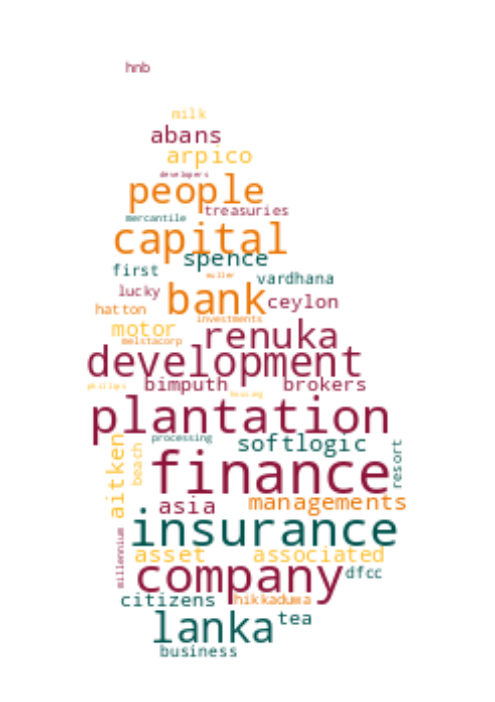 hnb
milk
abans
arpico
developers
people
treasuries
mercantile
capital
spence
first
muller
vardhana
lucky
bank
ceylon
hatton
investments
motor
renuka
melstacorp
development
phillips
bimputh
brokers
housing
plantation
aitken
processing
softlogic
beach
finance
resort
asia
managements
insurance
millennium
asset
associated
company
dfcc
citizens
hikkaduwa
lanka
tea
business